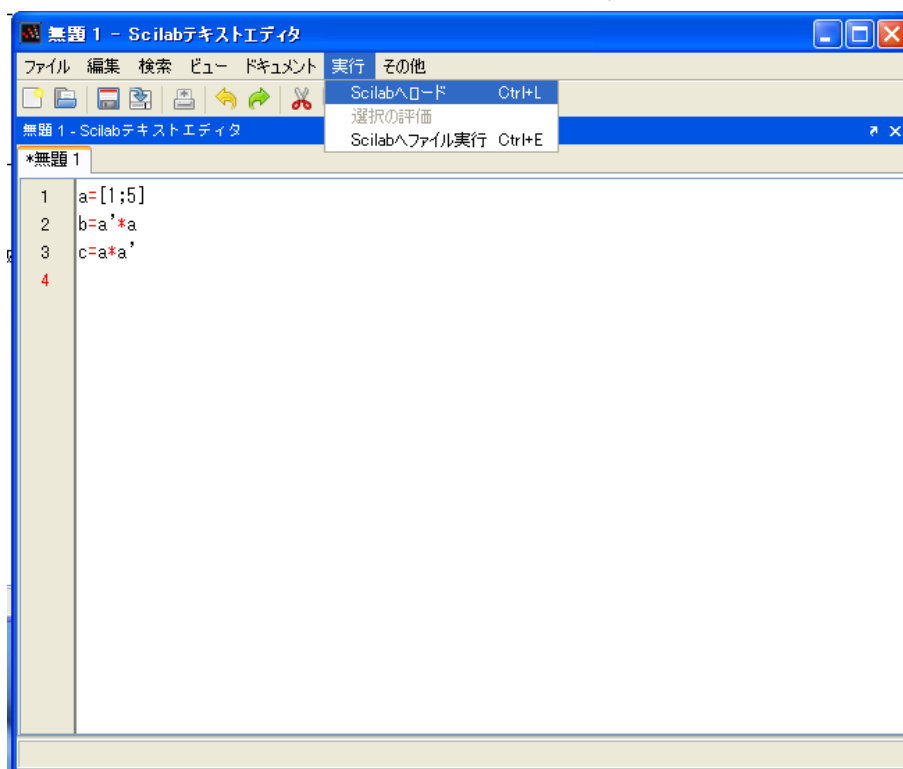 無題 1 - Scilabテキストエディタ
ファイル 編集 検索 ビュー ドキュメント 実行 その他
Scilabへロード Ctrl+L
選択の評価
Scilabへファイル実行 Ctrl+E
無題 1 - Scilabテキストエディタ
*無題 1
1 a=[1;5]
2 b=a'*a
3 c=a*a'
4